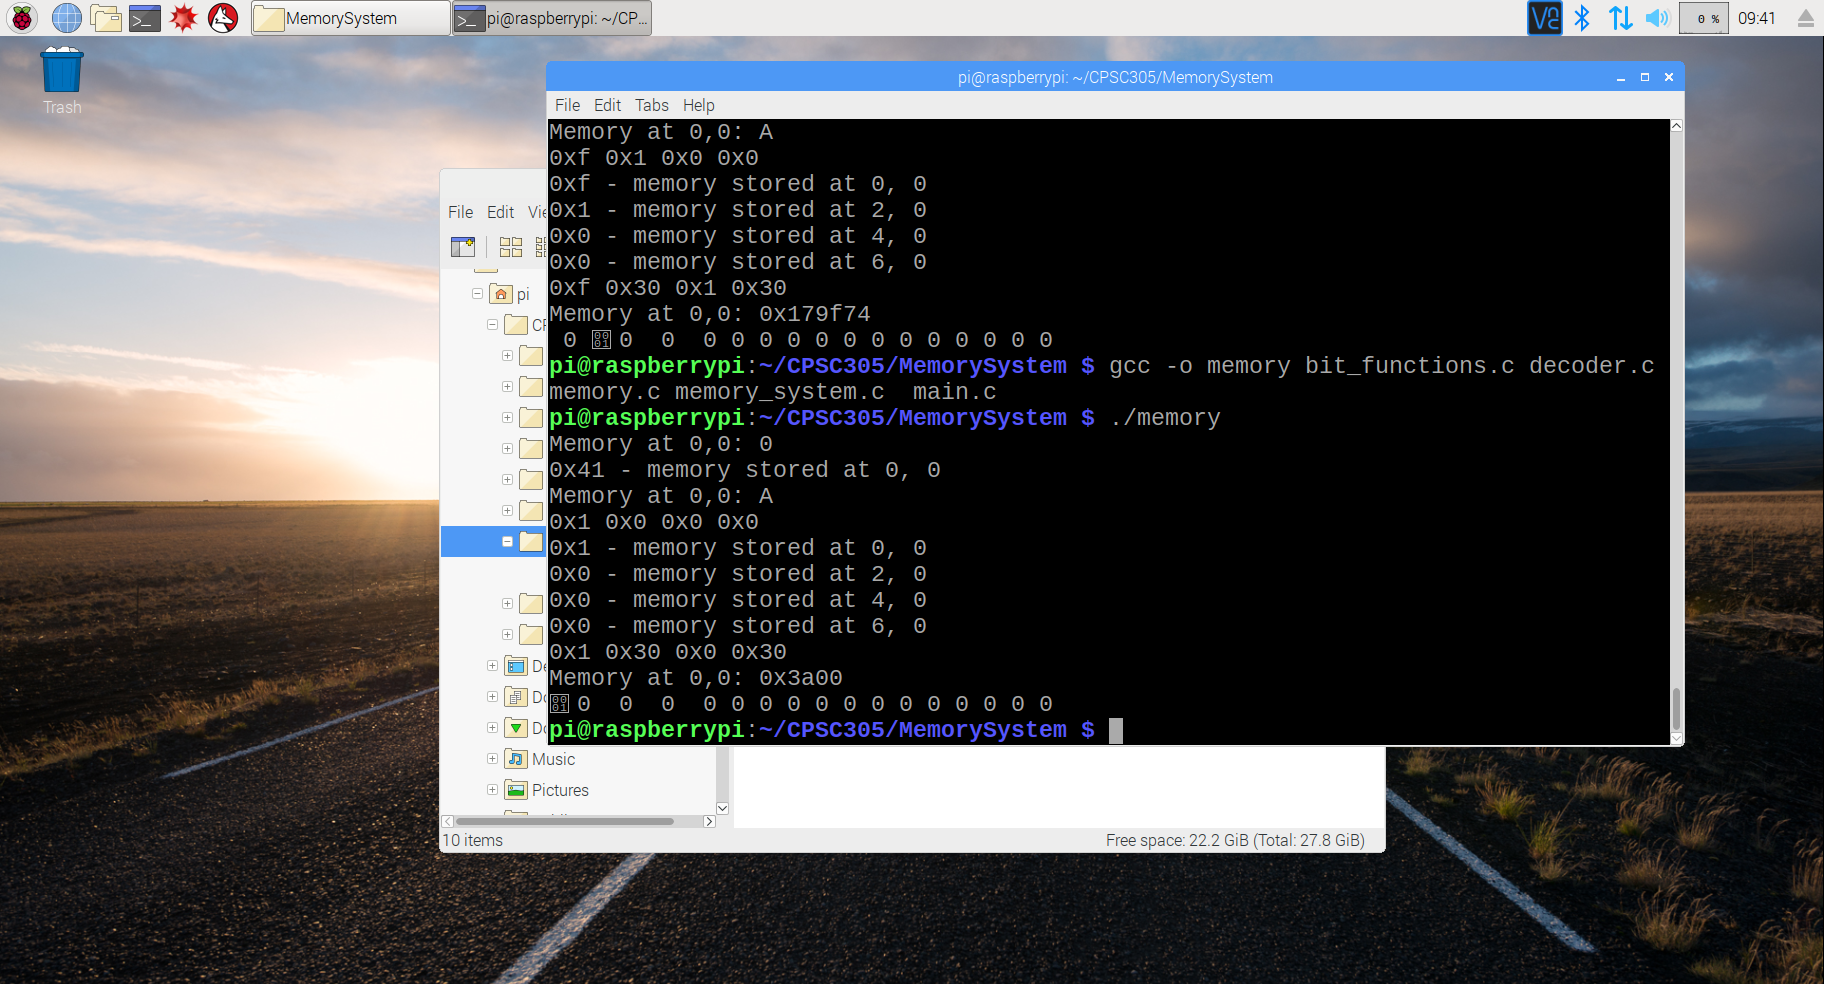 MemorySystem
pi@raspberrypi: ~/CP...
0 %
09:41
Trash
pi@raspberrypi: ~/CPSC305/MemorySystem
File Edit Tabs Help
Memory at 0,0: A
0xf 0x1 0x0 0x0
0xf - memory stored at 0, 0
0x1 - memory stored at 2, 0
0x0 - memory stored at 4, 0
0x0 - memory stored at 6, 0
0xf 0x30 0x1 0x30
Memory at 0,0: 0x179f74
0 0001 0 0 0 0 0 0 0 0 0 0 0 0 0 0
pi@raspberrypi:~/CPSC305/MemorySystem $ gcc -o memory bit_functions.c decoder.c
memory.c memory_system.c  main.c
pi@raspberrypi:~/CPSC305/MemorySystem $ ./memory
Memory at 0,0: 0
0x41 - memory stored at 0, 0
Memory at 0,0: A
0x1 0x0 0x0 0x0
0x1 - memory stored at 0, 0
0x0 - memory stored at 2, 0
0x0 - memory stored at 4, 0
0x0 - memory stored at 6, 0
0x1 0x30 0x0 0x30
Memory at 0,0: 0x3a00
0001 0 0 0 0 0 0 0 0 0 0 0 0 0 0 0
pi@raspberrypi:~/CPSC305/MemorySystem $
File Edit Vie
pi
CP
De
Do
Do
Music
Pictures
10 items
Free space: 22.2 GiB (Total: 27.8 GiB)